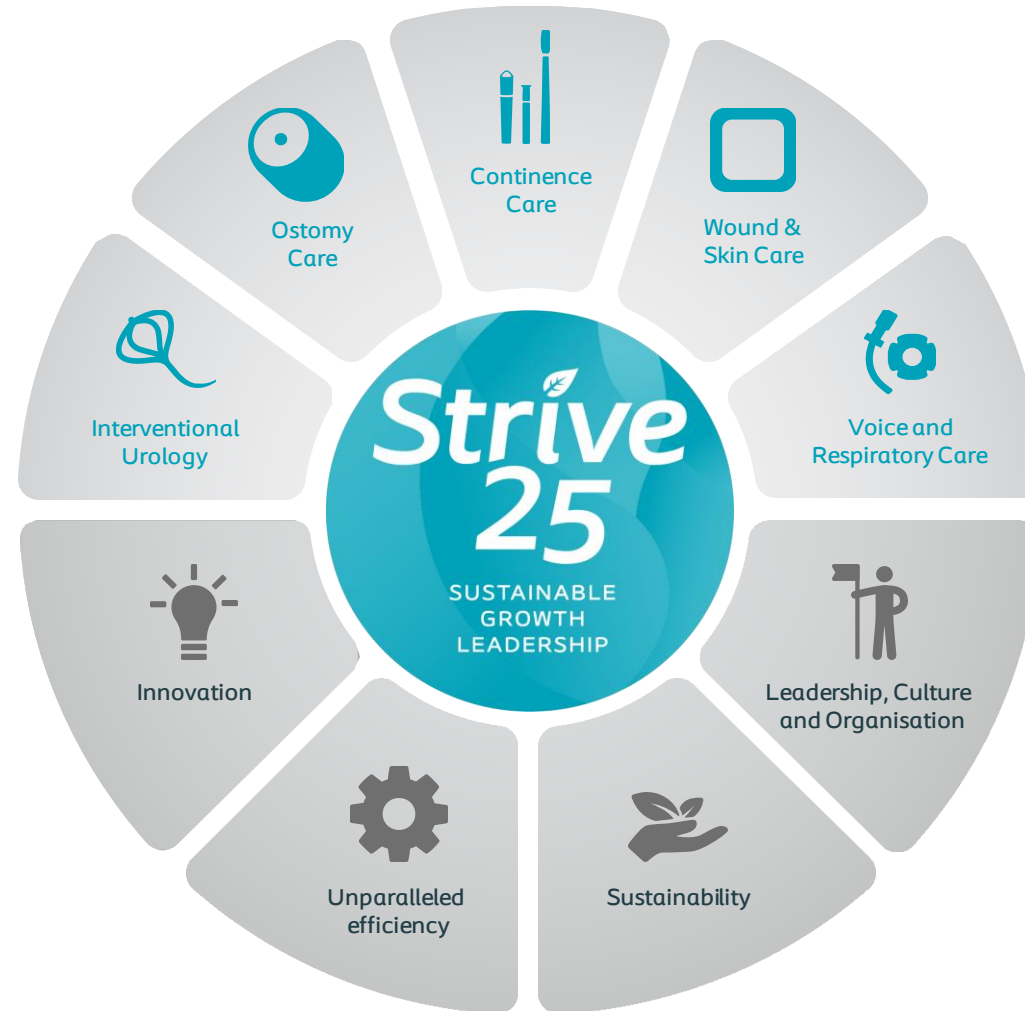 Continence
Care
Ostomy
Care
Wound &
Skin Care
Interventional
Urology
Voice and
Respiratory Care
Strive
25
SUSTAINABLE
GROWTH
LEADERSHIP
Innovation
Leadership, Culture
and Organisation
Unparalleled
efficiency
Sustainability